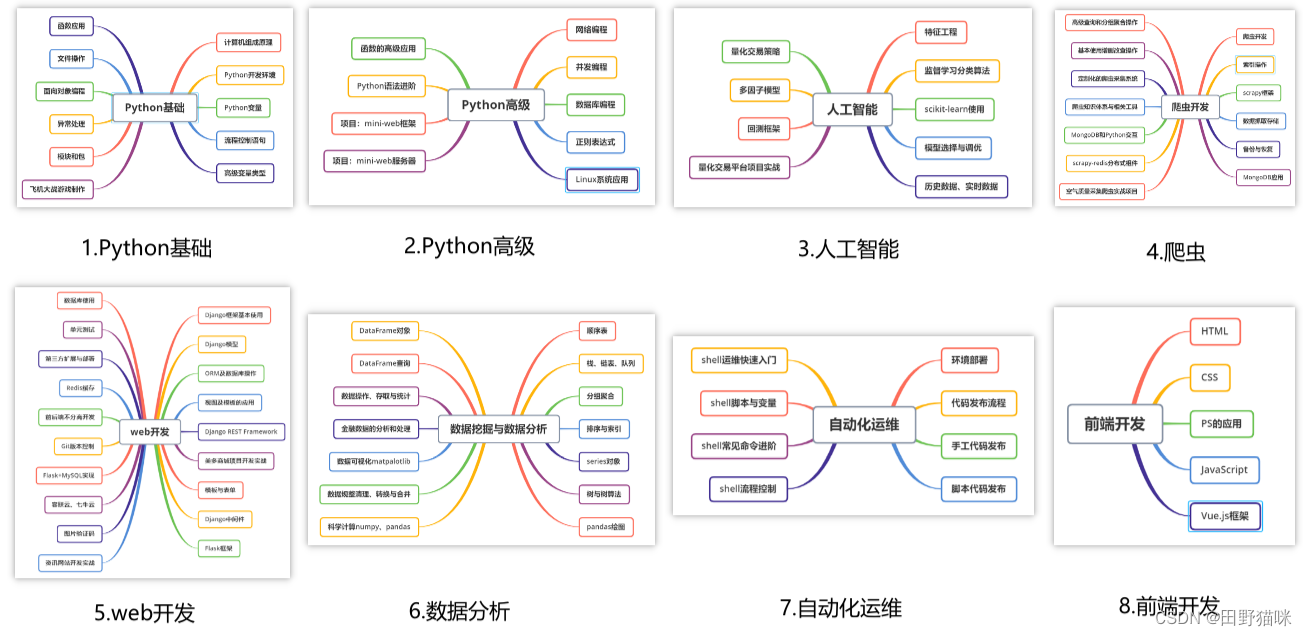 函数应用
文件操作
面向对象编程
异常处理
模块和包
飞机大战游戏制作
Python基础
计算机组成原理
Python开发环境
Python变量
流程控制语句
高级变量类型
1.Python基础
函数的高级应用
Python语法进阶
项目：mini-web框架
项目：mini-web服务器
Python高级
网络编程
并发编程
数据库编程
正则表达式
Linux系统应用
2.Python高级
量化交易策略
多因子模型
回测框架
量化交易平台项目实战
人工智能
特征工程
监督学习分类算法
scikit-learn使用
模型选择与调优
历史数据、实时数据
3.人工智能
高级查询和分组聚合操作
基本使用增删改查操作
定制化的爬虫采集系统
爬虫知识体系与相关工具
MongoDB和Python交互
scrapy-redis分布式组件
空气质量采集爬虫实战项目
爬虫开发
爬虫开发
索引操作
scrapy框架
数据抓取存储
备份与恢复
MongoDB应用
4.爬虫
数据库使用
单元测试
第三方扩展与部署
Redis缓存
前后端不分离开发
Git版本控制
Flask+MySQL实现
容联云、七牛云
图片验证码
资讯网站开发实战
web开发
Django框架基本使用
Django模型
ORM及数据库操作
视图及模板的应用
DJango REST Framework
美多商城项目开发实战
模板与表单
Django中间件
Flask框架
5.web开发
DataFrame对象
DataFrame查询
数据操作、存取与统计
金融数据的分析和处理
数据可视化matpalotlib
数据规整清理、转换与合并
科学计算numpy、pandas
数据挖掘与数据分析
顺序表
栈、链表、队列
分组聚合
排序与索引
series对象
树与树算法
pandas绘图
6.数据分析
shell运维快速入门
shell脚本与变量
shell常见命令进阶
shell流程控制
自动化运维
环境部署
代码发布流程
手工代码发布
脚本代码发布
7.自动化运维
前端开发
HTML
CSS
PS的应用
JavaScript
Vue.js框架
8.前端开发
CSDN @田野猫咪